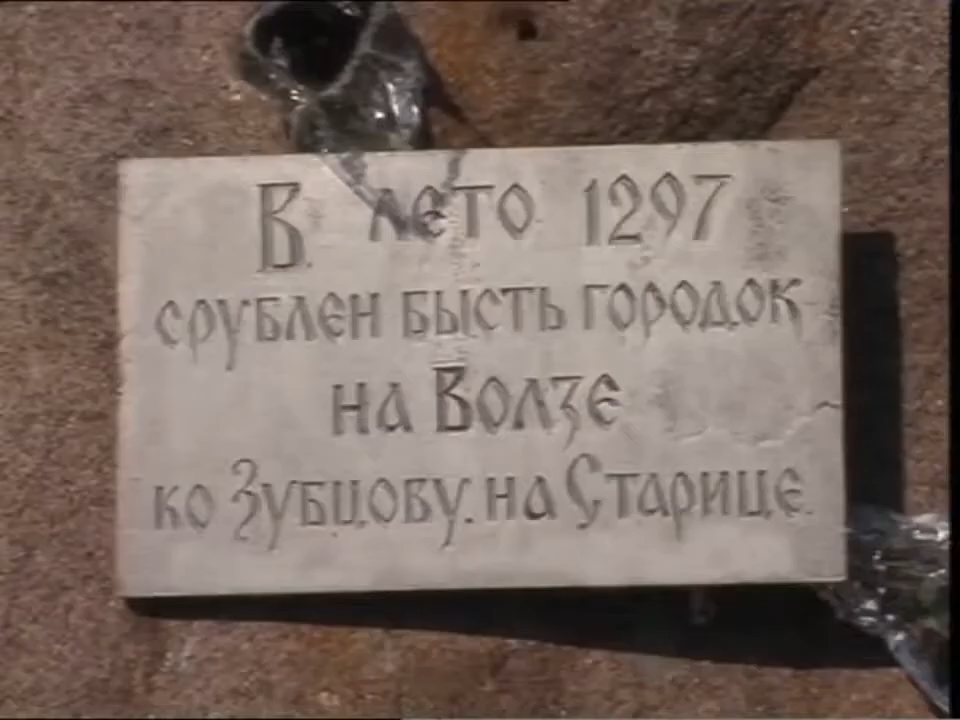 В лето 1297
срублен бысть городок
на Волзе
ко Зубцову, на Старице.